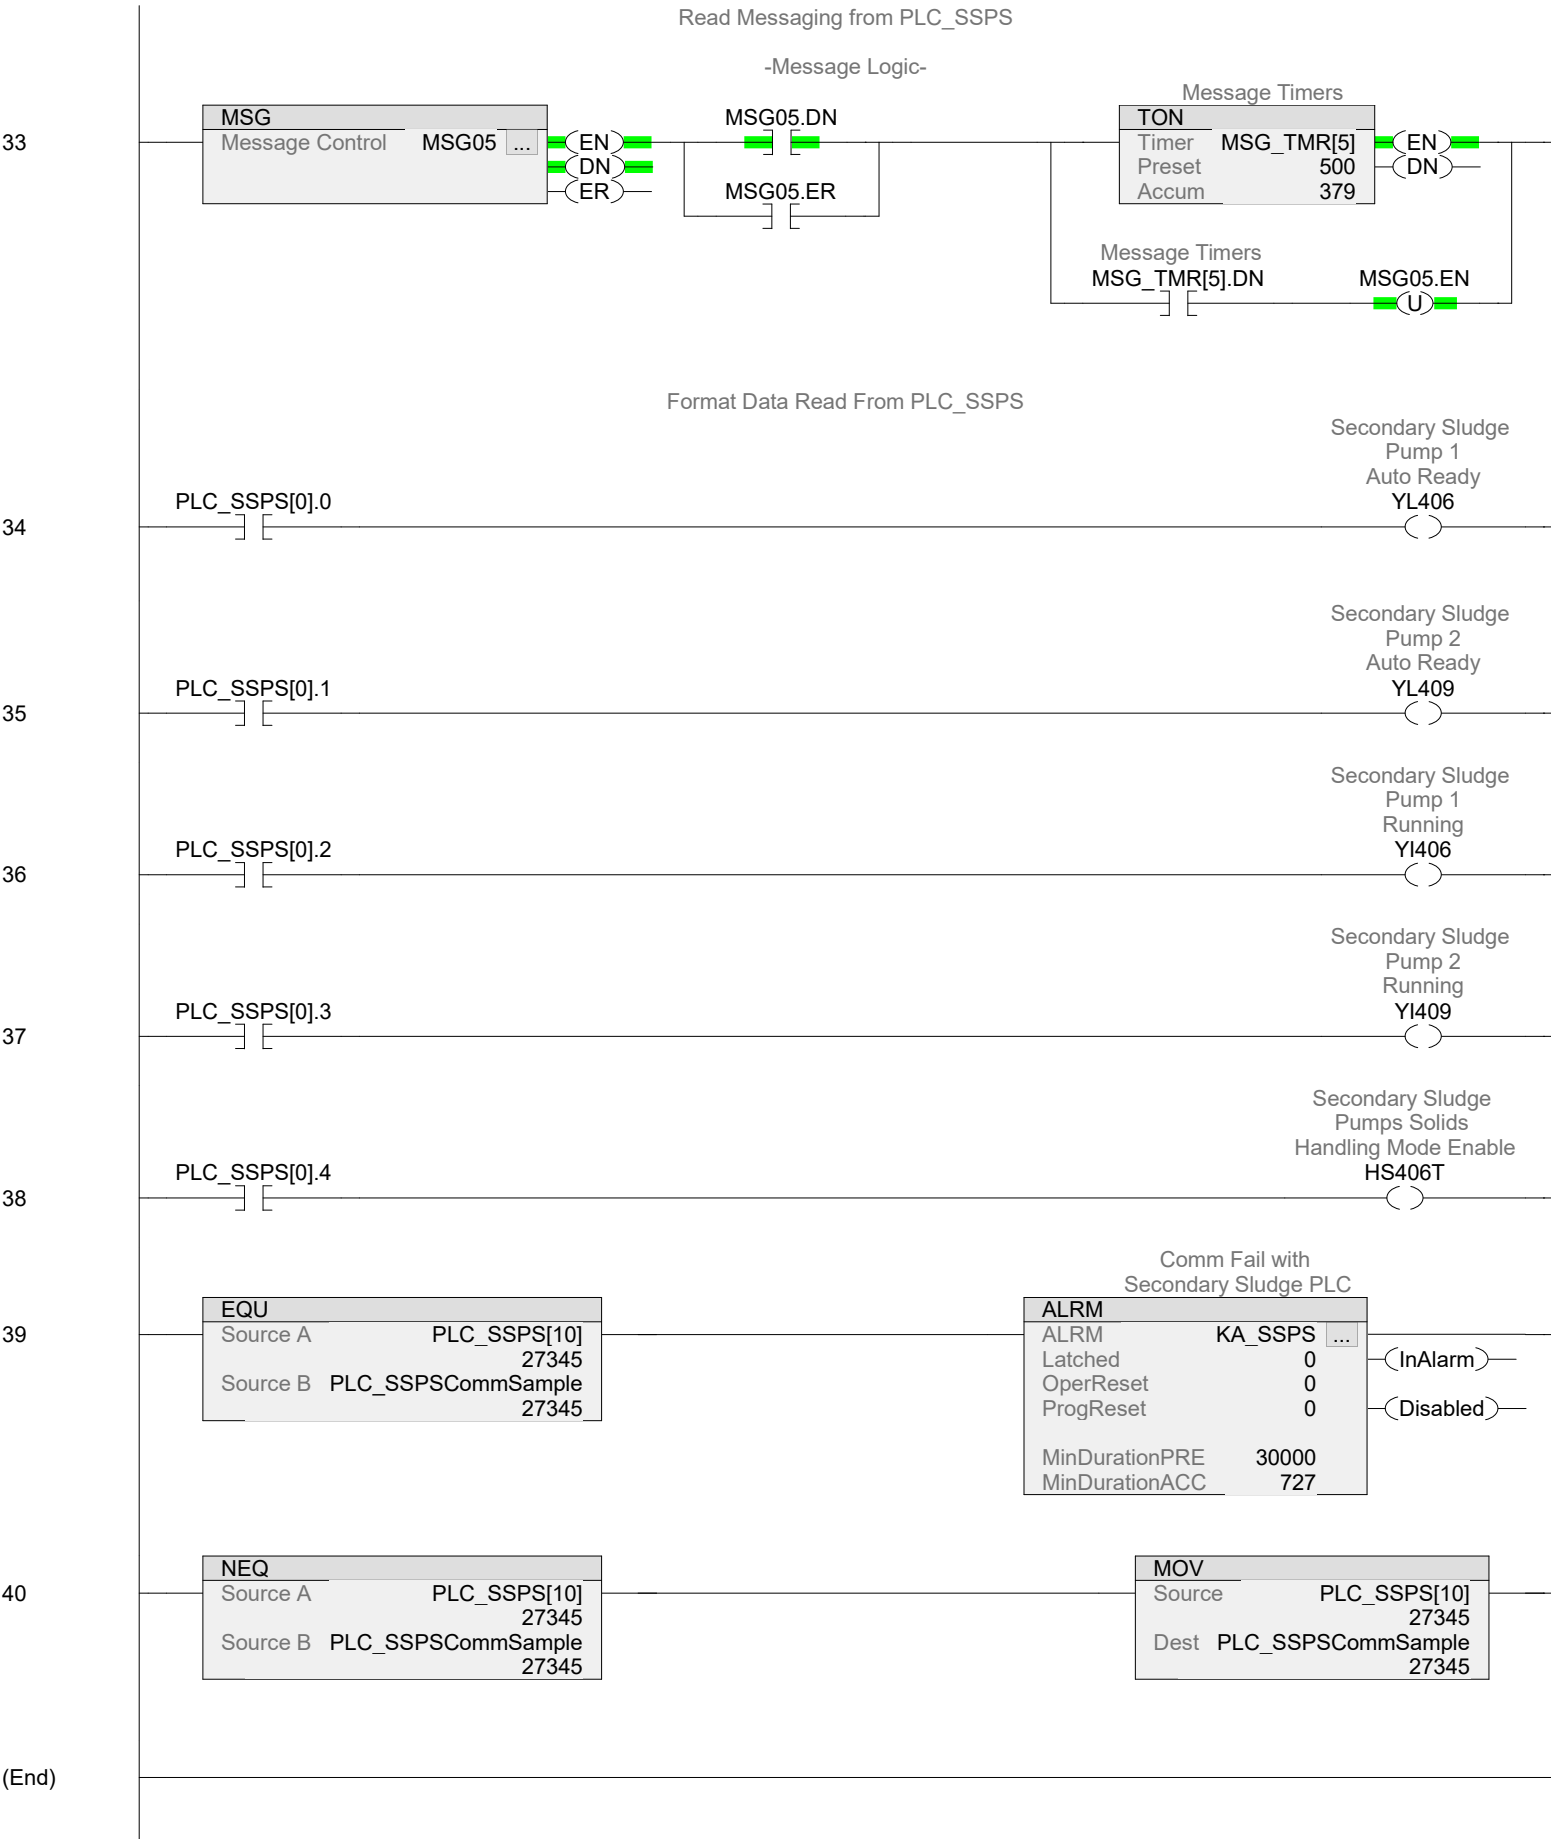 Read Messaging from PLC_SSPS
-Message Logic-
Message Timers
33
MSG
Message Control MSG05 ...
EN
DN
ER
MSG05.DN
MSG05.ER
TON
Timer MSG_TMR[5]
Preset 500
Accum 379
EN
DN
Message Timers
MSG_TMR[5].DN
MSG05.EN
U
Format Data Read From PLC_SSPS
Secondary Sludge
Pump 1
Auto Ready
34
PLC_SSPS[0].0
YL406
Secondary Sludge
Pump 2
Auto Ready
35
PLC_SSPS[0].1
YL409
Secondary Sludge
Pump 1
Running
36
PLC_SSPS[0].2
YI406
Secondary Sludge
Pump 2
Running
37
PLC_SSPS[0].3
YI409
Secondary Sludge
Pumps Solids
Handling Mode Enable
38
PLC_SSPS[0].4
HS406T
Comm Fail with
Secondary Sludge PLC
39
EQU
Source A PLC_SSPS[10]
27345
Source B PLC_SSPSCommSample
27345
ALRM
ALRM KA_SSPS ...
Latched 0
OperReset 0
ProgReset 0
MinDurationPRE 30000
MinDurationACC 727
InAlarm
Disabled
40
NEQ
Source A PLC_SSPS[10]
27345
Source B PLC_SSPSCommSample
27345
MOV
Source PLC_SSPS[10]
27345
Dest PLC_SSPSCommSample
27345
(End)